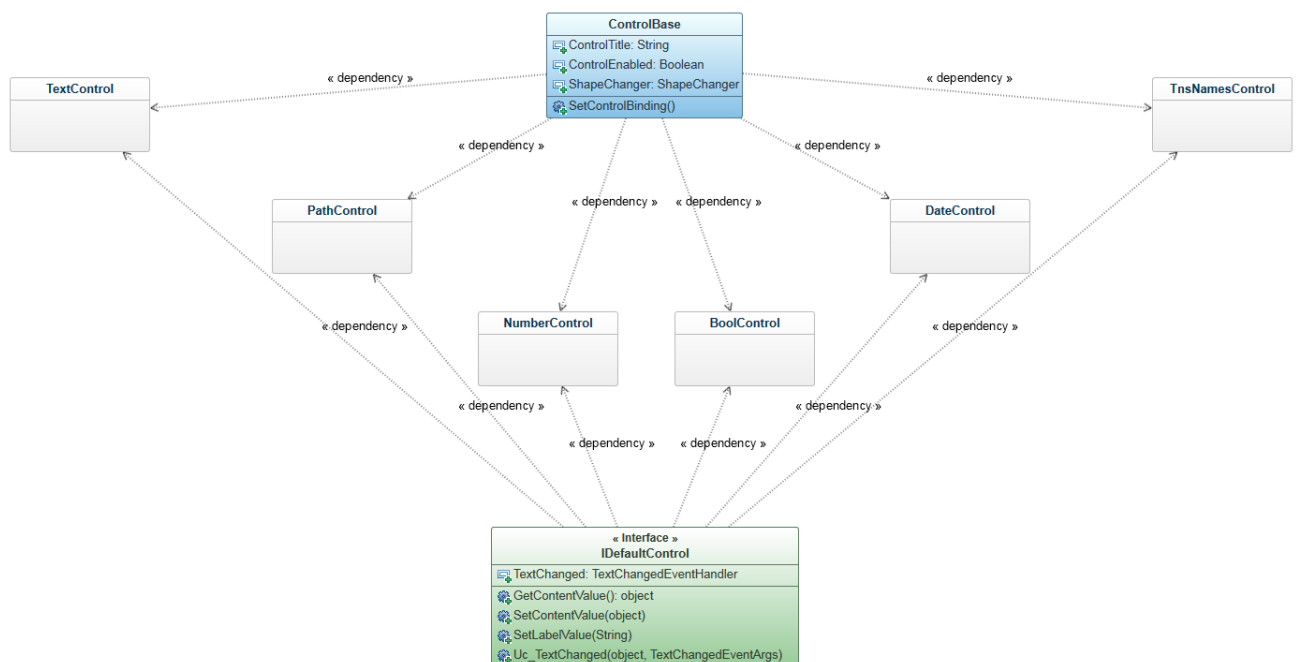 ControlBase
ControlTitle: String
ControlEnabled: Boolean
ShapeChanger: ShapeChanger
SetControlBinding()
« dependency »
« dependency »
TextControl
TnsNamesControl
« dependency »
« dependency »
« dependency »
« dependency »
PathControl
DateControl
NumberControl
BoolControl
« dependency »
« dependency »
« dependency »
« dependency »
« dependency »
« dependency »
« Interface »
IDefaultControl
TextChanged: TextChangedEventHandler
GetContentValue(): object
SetContentValue(object)
SetLabelValue(String)
Uc_TextChanged(object, TextChangedEventArgs)